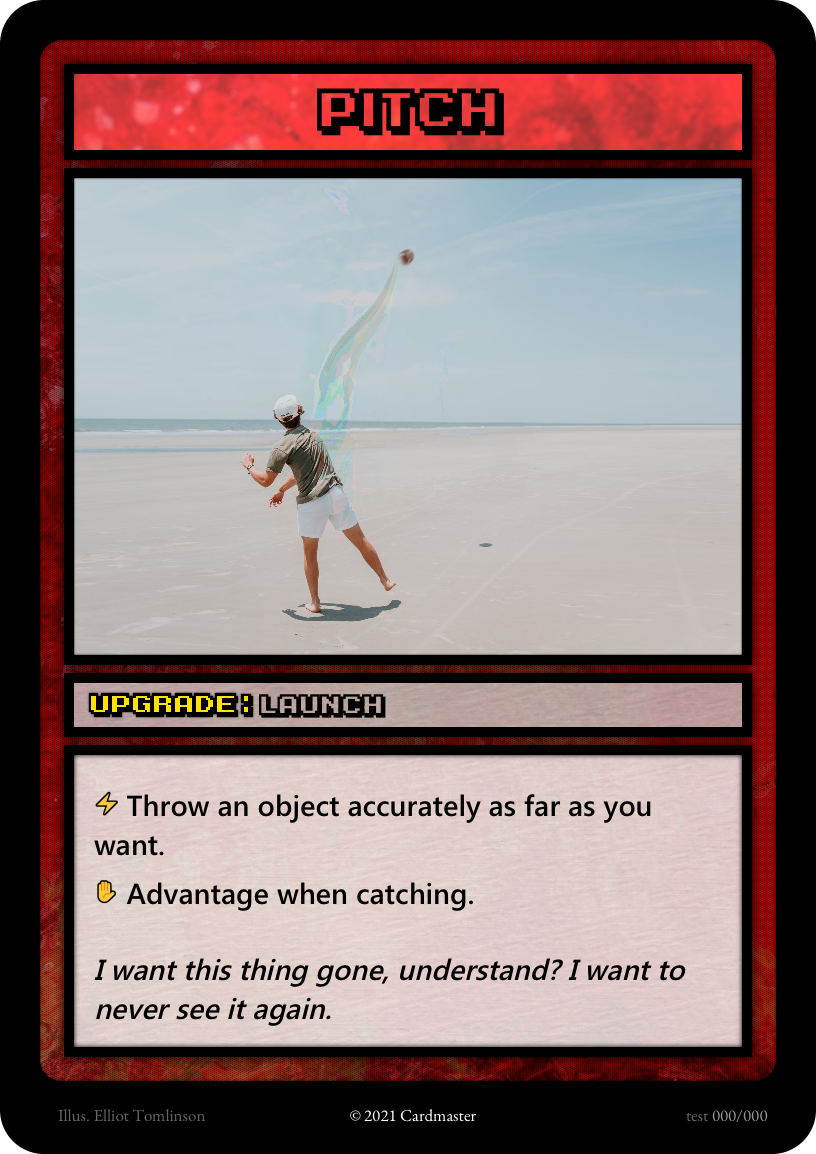 PITCH
UPGRADE: LAUNCH
⚡ Throw an object accurately as far as you
want.
✋ Advantage when catching.
I want this thing gone, understand? I want to
never see it again.
Illus. Elliot Tomlinson © 2021 Cardmaster test 000/000